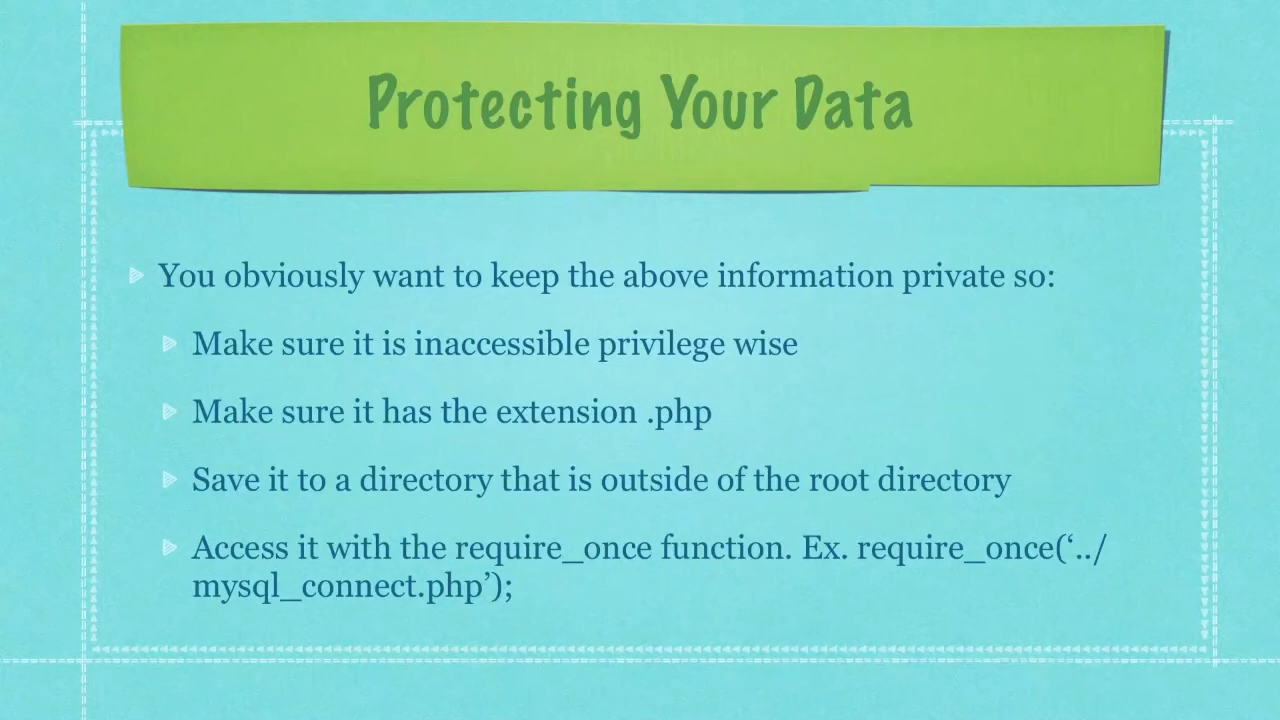 Protecting Your Data
You obviously want to keep the above information private so:
Make sure it is inaccessible privilege wise
Make sure it has the extension .php
Save it to a directory that is outside of the root directory
Access it with the require_once function. Ex. require_once(‘../
mysql_connect.php’);